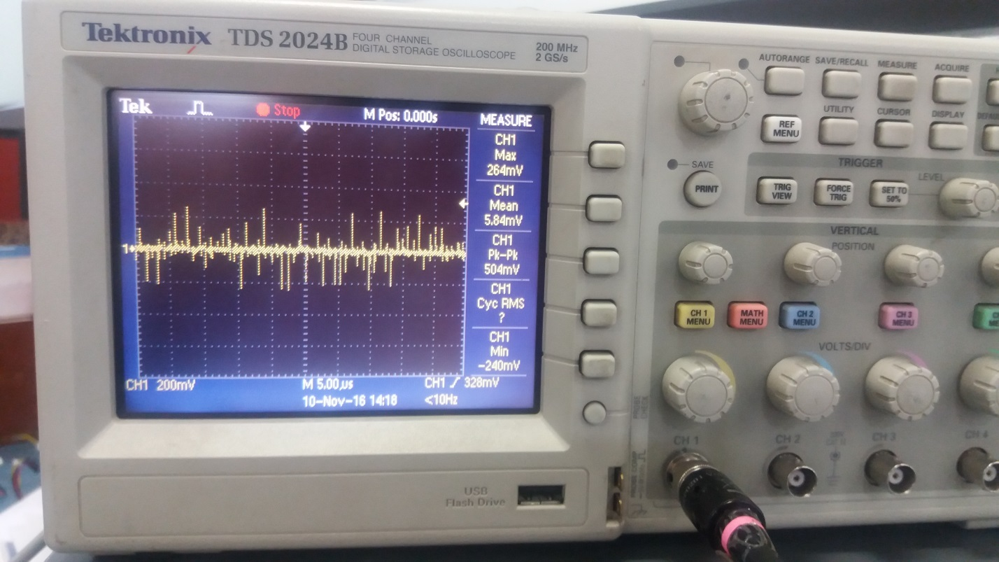 Tektronix TDS 2024B FOUR CHANNEL
DIGITAL STORAGE OSCILLOSCOPE
200 MHz
2 GS/s
Tek Stop M Pos: 0.000s
MEASURE
CH1
Max
264mV
CH1
Mean
5.84mV
CH1
Pk-Pk
504mV
CH1
Cyc RMS
?
CH1
Min
-240mV
1
CH1 200mV M 5.00µs CH1 328mV
10-Nov-16 14:18 <10Hz
USB
Flash Drive
AUTORANGE SAVE/RECALL MEASURE ACQUIRE
REF
MENU
UTILITY CURSOR DISPLAY
SAVE
PRINT
TRIGGER
LEVEL
TRIG
VIEW
FORCE
TRIG
SET TO
50%
VERTICAL
POSITION
CH 1
MENU
MATH
MENU
CH 2
MENU
CH 3
MENU
VOLTS/DIV
PROBE
CHECK
CH 1 CH 2 CH 3 CH 4
PROBE COMP